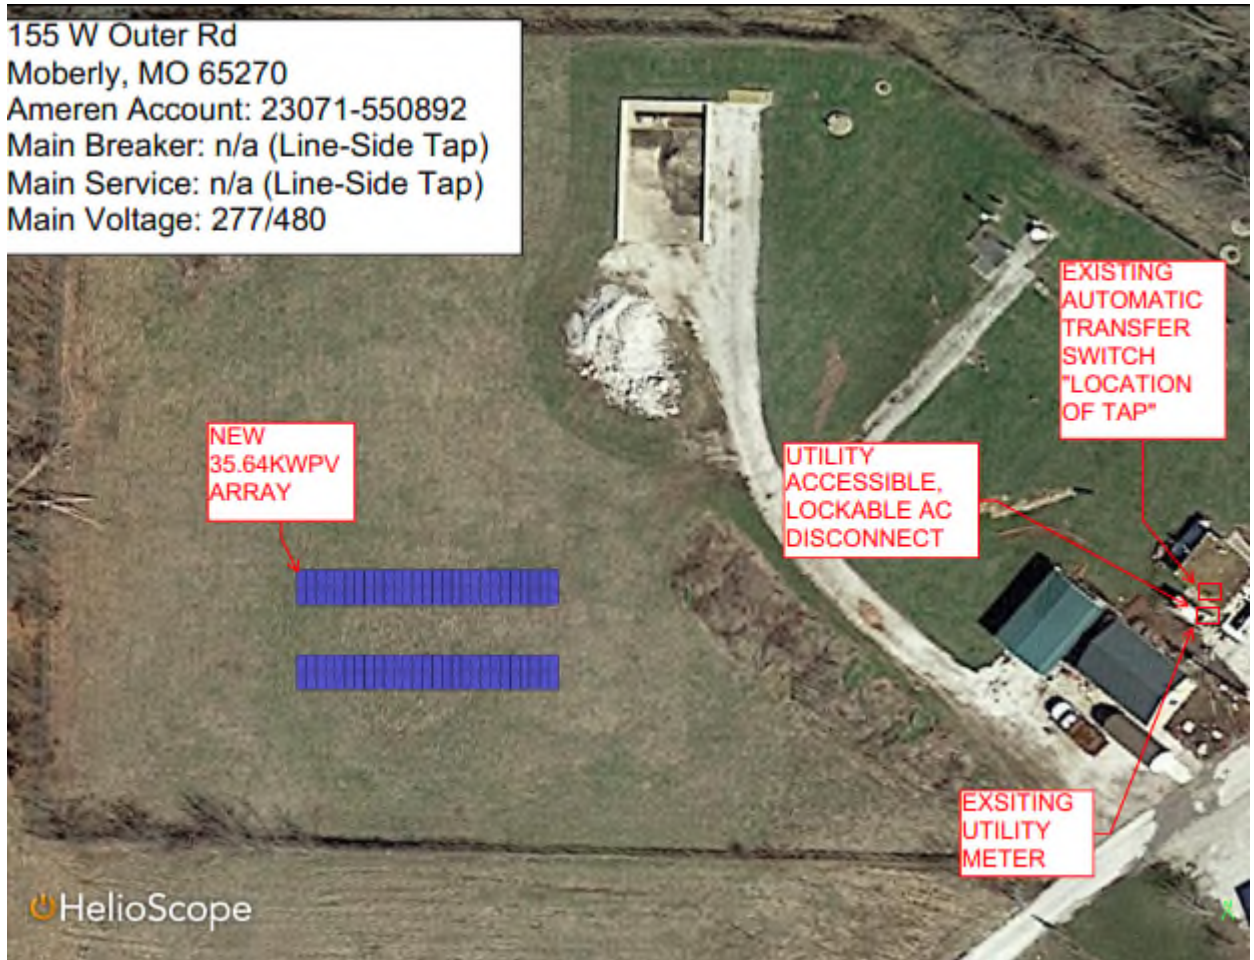 155 W Outer Rd
Moberly, MO 65270
Ameren Account: 23071-550892
Main Breaker: n/a (Line-Side Tap)
Main Service: n/a (Line-Side Tap)
Main Voltage: 277/480
EXISTING
AUTOMATIC
TRANSFER
SWITCH
"LOCATION
OF TAP"
NEW
35.64KWPV
ARRAY
UTILITY
ACCESSIBLE,
LOCKABLE AC
DISCONNECT
EXSITING
UTILITY
METER
HelioScope